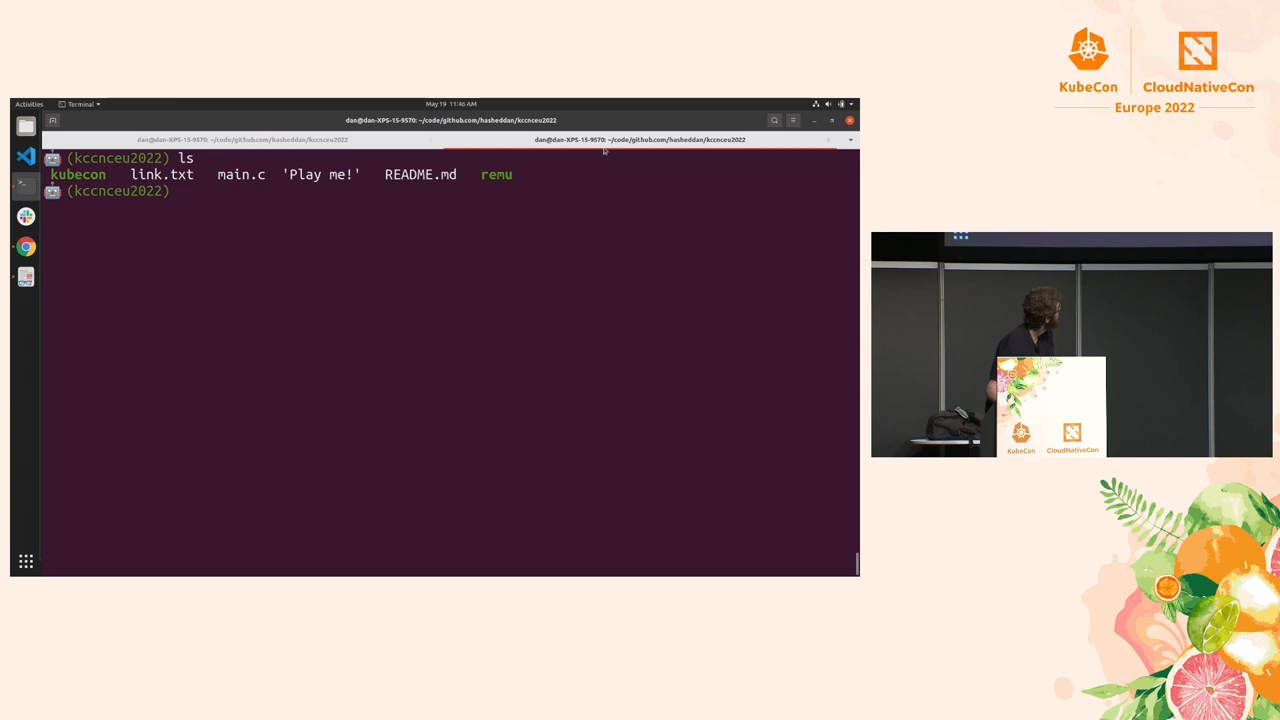 KubeCon
CloudNativeCon
Europe 2022
Activities
Terminal
May 19 11:46 AM
dan@dan-XPS-15-9570: ~/code/github.com/hasheddan/kccnceu2022
dan@dan-XPS-15-9570: ~/code/github.com/hasheddan/kccnceu2022
dan@dan-XPS-15-9570: ~/code/github.com/hasheddan/kccnceu2022
(kccnceu2022) ls
kubecon link.txt main.c 'Play me!' README.md remu
(kccnceu2022)
KubeCon
CloudNativeCon